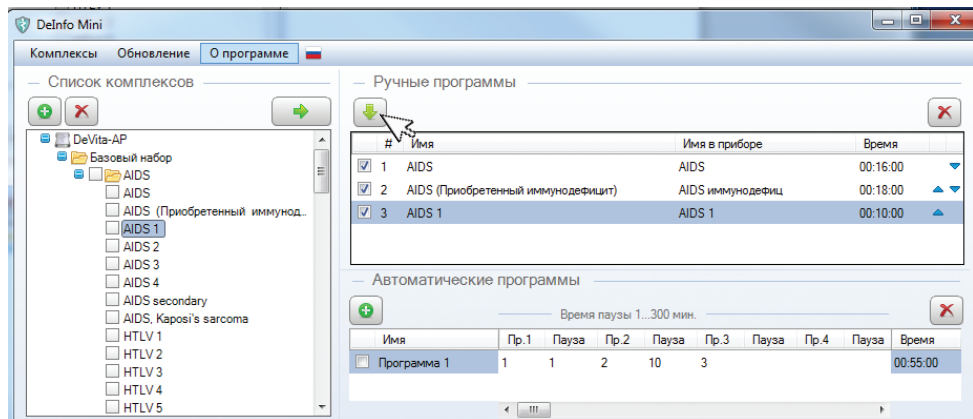 DeInfo Mini
Комплексы Обновление О программе
Список комплексов
DeVita-AP
Базовый набор
AIDS
AIDS
AIDS (Приобретенный иммунод...
AIDS 1
AIDS 2
AIDS 3
AIDS 4
AIDS secondary
AIDS, Kaposi's sarcoma
HTLV 1
HTLV 2
HTLV 3
HTLV 4
HTLV 5
Ручные программы
# Имя Имя в приборе Время
1 AIDS AIDS 00:16:00
2 AIDS (Приобретенный иммунодефицит) AIDS иммунодефиц 00:18:00
3 AIDS 1 AIDS 1 00:10:00
Автоматические программы
Время паузы 1...300 мин.
Имя Пр.1 Пауза Пр.2 Пауза Пр.3 Пауза Пр.4 Пауза Время
Программа 1 1 1 2 10 3 00:55:00